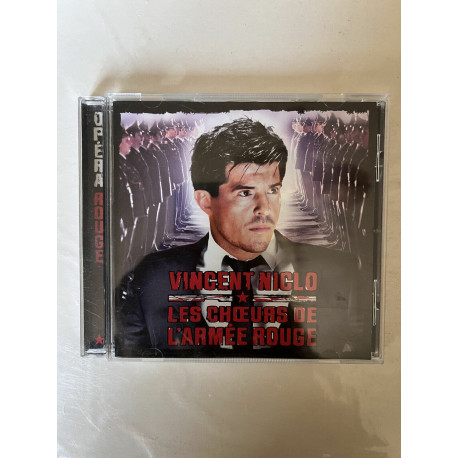 OPÉRA ROUGE
VINCENT NICLO
LES CHŒURS DE
L'ARMÉE ROUGE